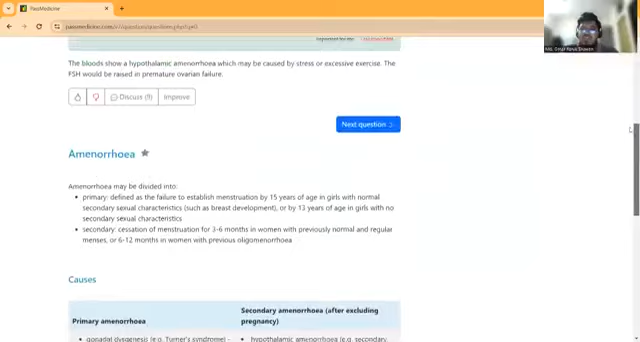 PassMedicine
The bloods show a hypothalamic amenorrhoea which may be caused by stress or excessive exercise. The
FSH would be raised in premature ovarian failure.
Discuss (9)
Improve
Next question
Amenorrhoea
Amenorrhoea may be divided into:
primary: defined as the failure to establish menstruation by 15 years of age in girls with normal
secondary sexual characteristics (such as breast development), or by 13 years of age in girls with no
secondary sexual characteristics
secondary: cessation of menstruation for 3-6 months in women with previously normal and regular
menses, or 6-12 months in women with previous oligomenorrhoea
Causes
Primary amenorrhoea
Secondary amenorrhoea (after excluding
pregnancy)
gonadal dysgenesis (e.g. Turner's syndrome) -
hypothalamic amenorrhoea (e.g. secondary